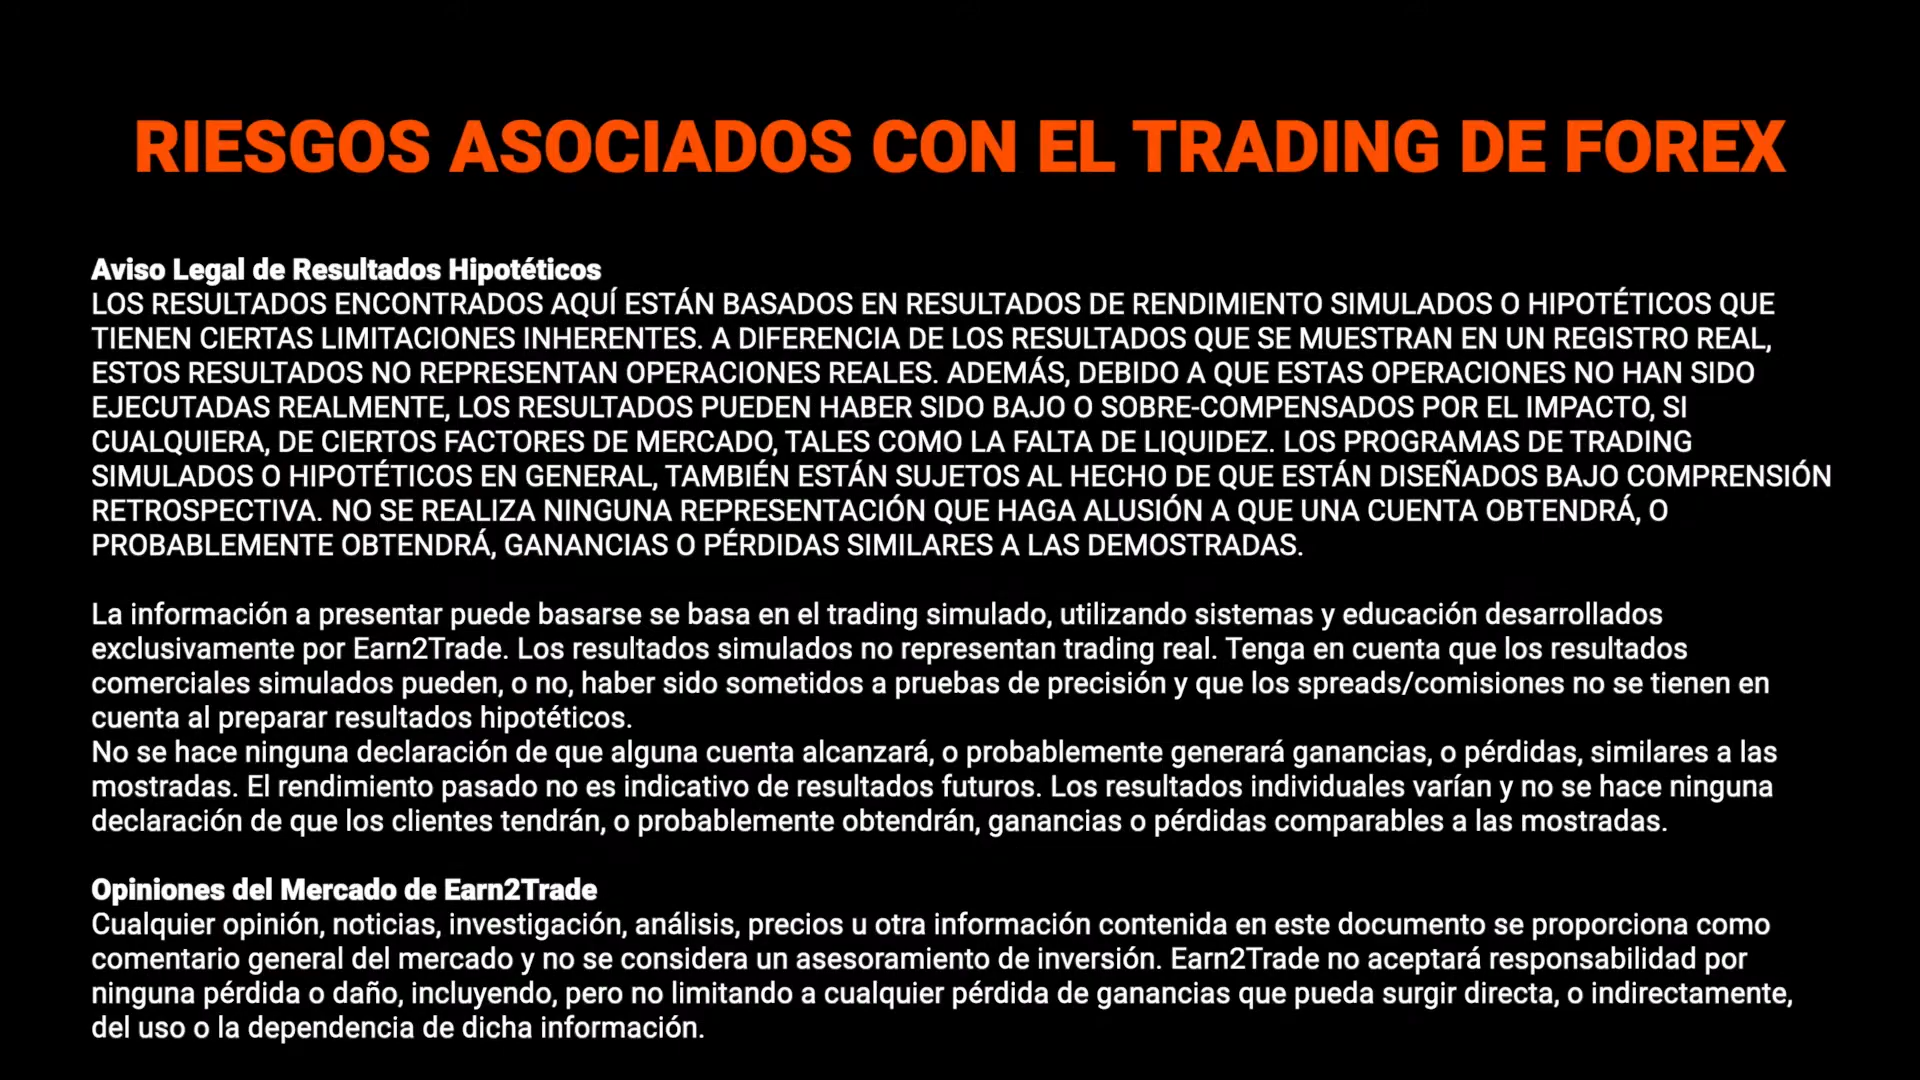 RIESGOS ASOCIADOS CON EL TRADING DE FOREX
Aviso Legal de Resultados Hipotéticos
LOS RESULTADOS ENCONTRADOS AQUÍ ESTÁN BASADOS EN RESULTADOS DE RENDIMIENTO SIMULADOS O HIPOTÉTICOS QUE
TIENEN CIERTAS LIMITACIONES INHERENTES. A DIFERENCIA DE LOS RESULTADOS QUE SE MUESTRAN EN UN REGISTRO REAL,
ESTOS RESULTADOS NO REPRESENTAN OPERACIONES REALES. ADEMÁS, DEBIDO A QUE ESTAS OPERACIONES NO HAN SIDO
EJECUTADAS REALMENTE, LOS RESULTADOS PUEDEN HABER SIDO BAJO O SOBRE-COMPENSADOS POR EL IMPACTO, SI
CUALQUIERA, DE CIERTOS FACTORES DE MERCADO, TALES COMO LA FALTA DE LIQUIDEZ. LOS PROGRAMAS DE TRADING
SIMULADOS O HIPOTÉTICOS EN GENERAL, TAMBIÉN ESTÁN SUJETOS AL HECHO DE QUE ESTÁN DISEÑADOS BAJO COMPRENSIÓN
RETROSPECTIVA. NO SE REALIZA NINGUNA REPRESENTACIÓN QUE HAGA ALUSIÓN A QUE UNA CUENTA OBTENDRÁ, O
PROBABLEMENTE OBTENDRÁ, GANANCIAS O PÉRDIDAS SIMILARES A LAS DEMOSTRADAS.
La información a presentar puede basarse se basa en el trading simulado, utilizando sistemas y educación desarrollados
exclusivamente por Earn2Trade. Los resultados simulados no representan trading real. Tenga en cuenta que los resultados
comerciales simulados pueden, o no, haber sido sometidos a pruebas de precisión y que los spreads/comisiones no se tienen en
cuenta al preparar resultados hipotéticos.
No se hace ninguna declaración de que alguna cuenta alcanzará, o probablemente generará ganancias, o pérdidas, similares a las
mostradas. El rendimiento pasado no es indicativo de resultados futuros. Los resultados individuales varían y no se hace ninguna
declaración de que los clientes tendrán, o probablemente obtendrán, ganancias o pérdidas comparables a las mostradas.
Opiniones del Mercado de Earn2Trade
Cualquier opinión, noticias, investigación, análisis, precios u otra información contenida en este documento se proporciona como
comentario general del mercado y no se considera un asesoramiento de inversión. Earn2Trade no aceptará responsabilidad por
ninguna pérdida o daño, incluyendo, pero no limitando a cualquier pérdida de ganancias que pueda surgir directa, o indirectamente,
del uso o la dependencia de dicha información.